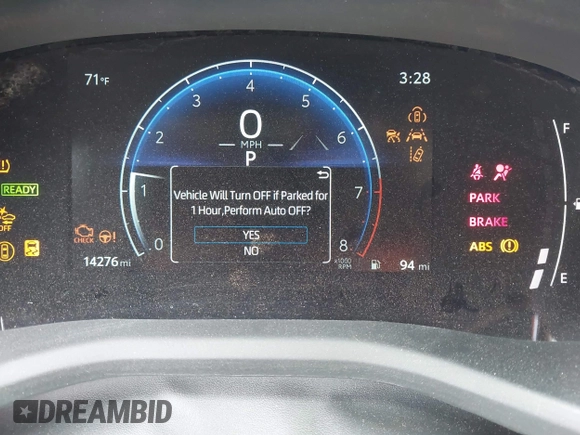 71°F
3:28
0 1 2 3 4 5 6 7 8
0
MPH
P
Vehicle Will Turn OFF if Parked for
1 Hour,Perform Auto OFF?
YES
NO
x1000
RPM
READY
OFF
CHECK
14276 mi
94 mi
PARK
BRAKE
ABS
F
E
DREAMBID